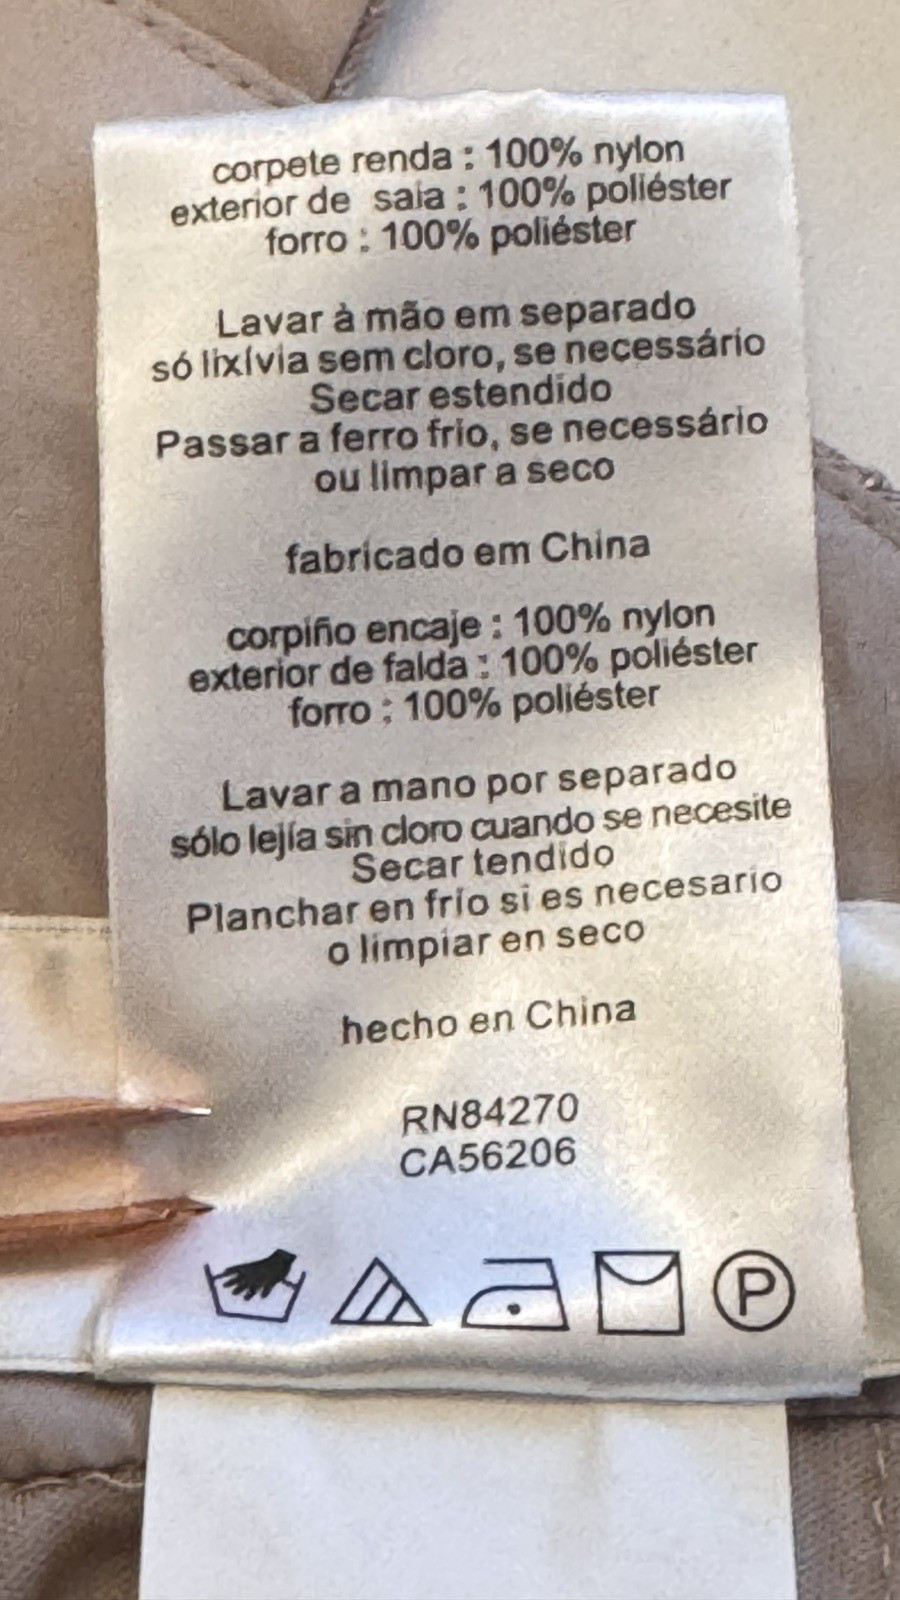 corpete renda : 100% nylon
exterior de saia : 100% poliéster
forro : 100% poliéster
Lavar à mão em separado
só lixívia sem cloro, se necessário
Secar estendido
Passar a ferro frio, se necessário
ou limpar a seco
fabricado em China
corpiño encaje : 100% nylon
exterior de falda : 100% poliéster
forro : 100% poliéster
Lavar a mano por separado
sólo lejía sin cloro cuando se necesite
Secar tendido
Planchar en frío si es necesario
o limpiar en seco
hecho en China
RN84270
CA56206
P